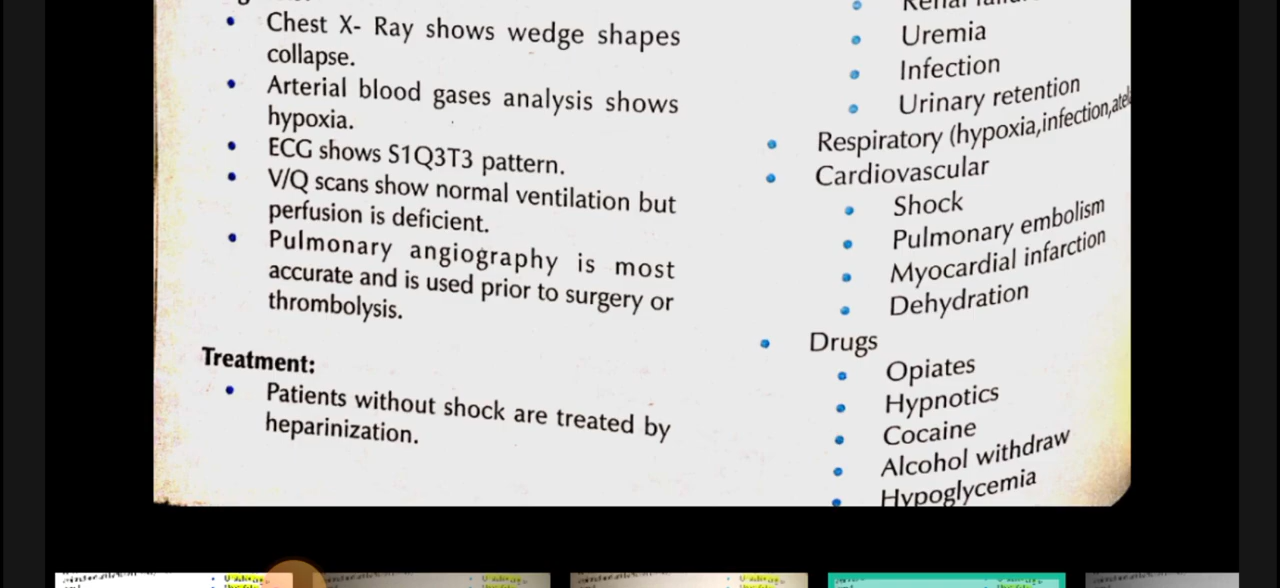 Chest X- Ray shows wedge shapes
collapse.
Arterial blood gases analysis shows
hypoxia.
ECG shows S1Q3T3 pattern.
V/Q scans show normal ventilation but
perfusion is deficient.
Pulmonary angiography is most
accurate and is used prior to surgery or
thrombolysis.
Treatment:
Patients without shock are treated by
heparinization.
Renal
Uremia
Infection
Urinary retention
Respiratory (hypoxia,infection,
Cardiovascular
Shock
Pulmonary embolism
Myocardial infarction
Dehydration
Drugs
Opiates
Hypnotics
Cocaine
Alcohol withdraw
Hypoglycemia